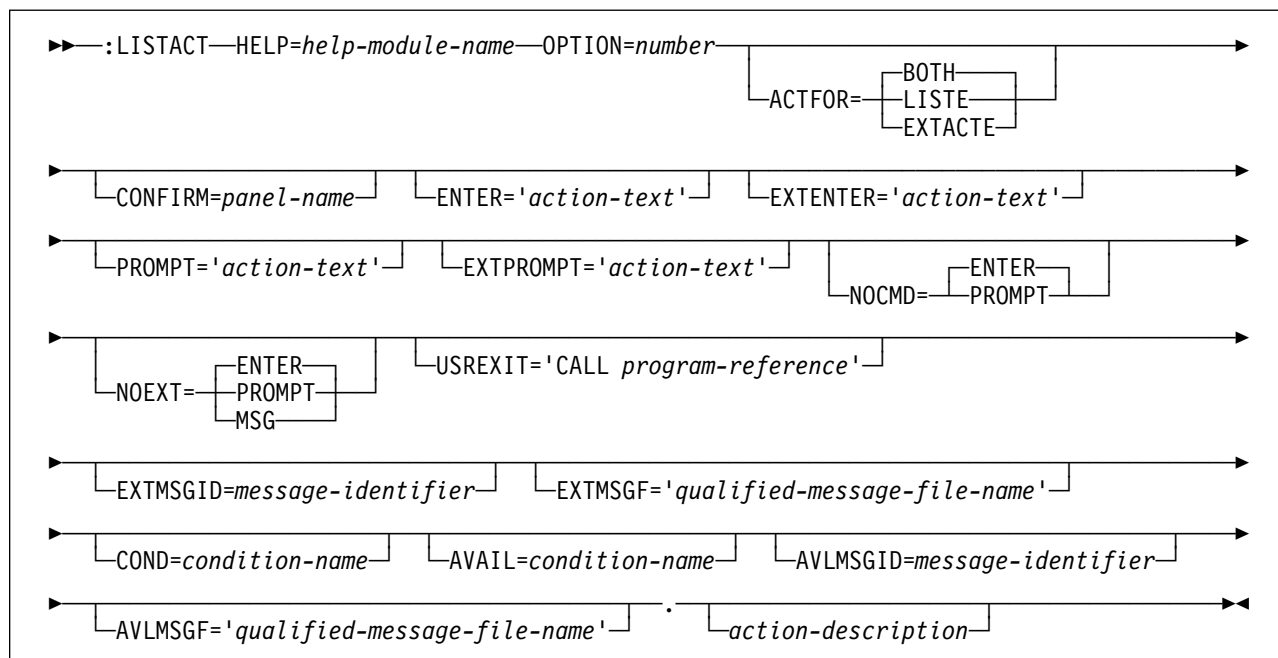 :LISTACT HELP=help-module-name OPTION=number
BOTH
ACTFOR= LISTE
EXTACTE
CONFIRM=panel-name ENTER='action-text' EXTENTER='action-text'
PROMPT='action-text' EXTPROMPT='action-text' ENTER
NOCMD= PROMPT
ENTER USREXIT='CALL program-reference'
NOEXT= PROMPT
MSG
EXTMSGID=message-identifier EXTMSGF='qualified-message-file-name'
COND=condition-name AVAIL=condition-name AVLMSGID=message-identifier
.
AVLMSGF='qualified-message-file-name' action-description